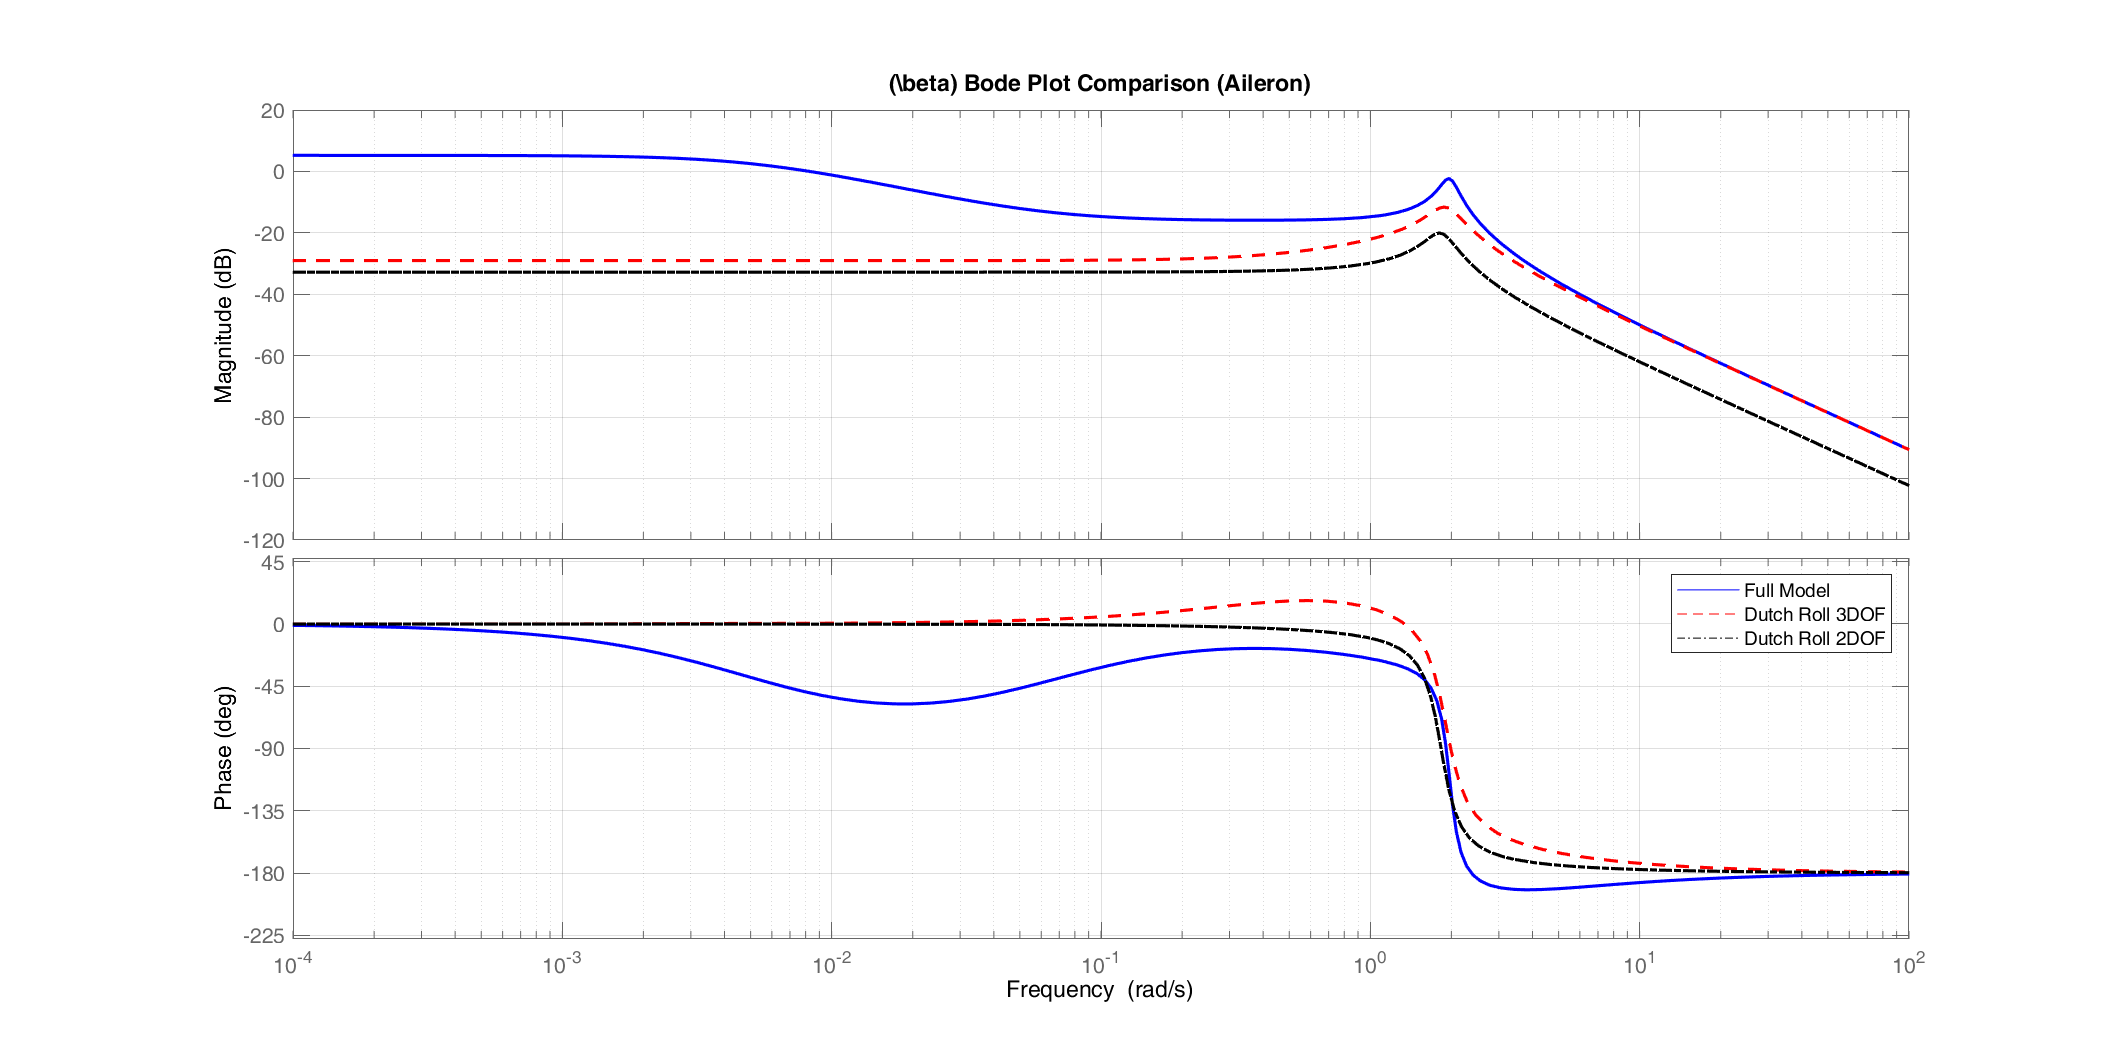 (\beta) Bode Plot Comparison (Aileron)
20
0
-20
-40
-60
-80
-100
-120
Magnitude (dB)
45
0
-45
-90
-135
-180
-225
Phase (deg)
Full Model
Dutch Roll 3DOF
Dutch Roll 2DOF
10^-4 10^-3 10^-2 10^-1 10^0 10^1 10^2
Frequency (rad/s)